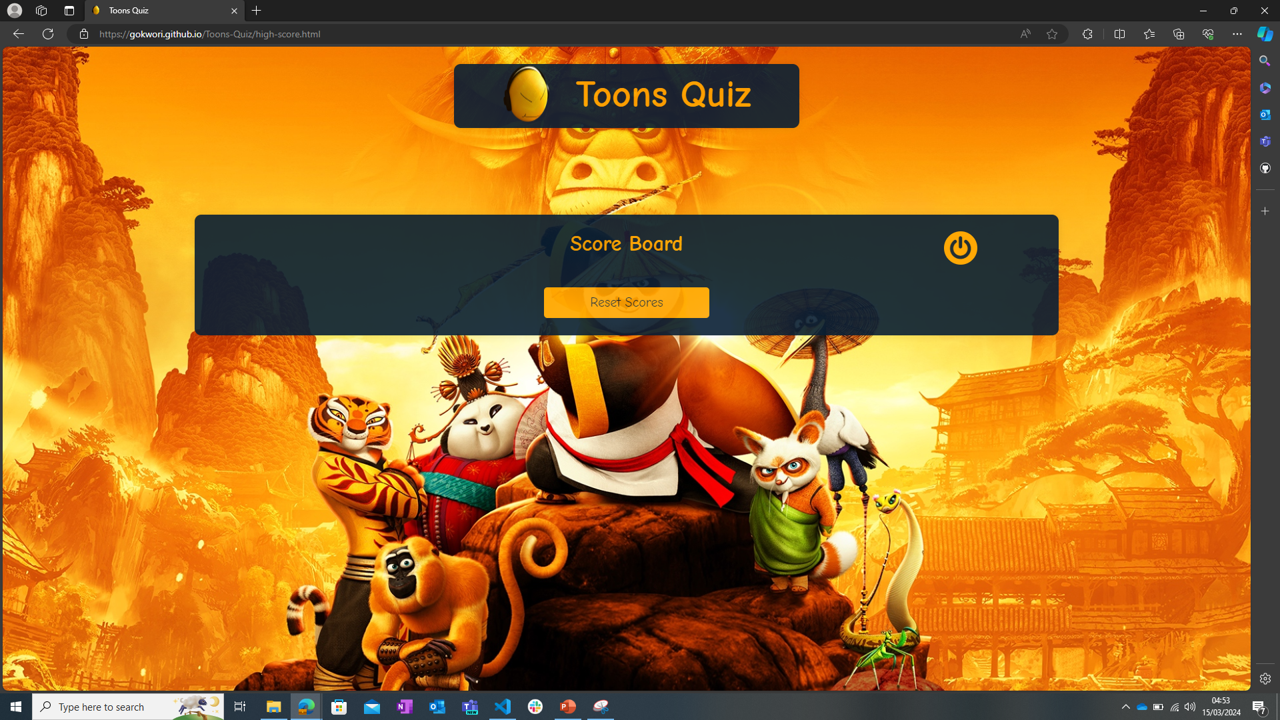 Toons Quiz
https://gokwori.github.io/Toons-Quiz/high-score.html
Toons Quiz
Score Board
Reset Scores
Type here to search
04:53
15/03/2024